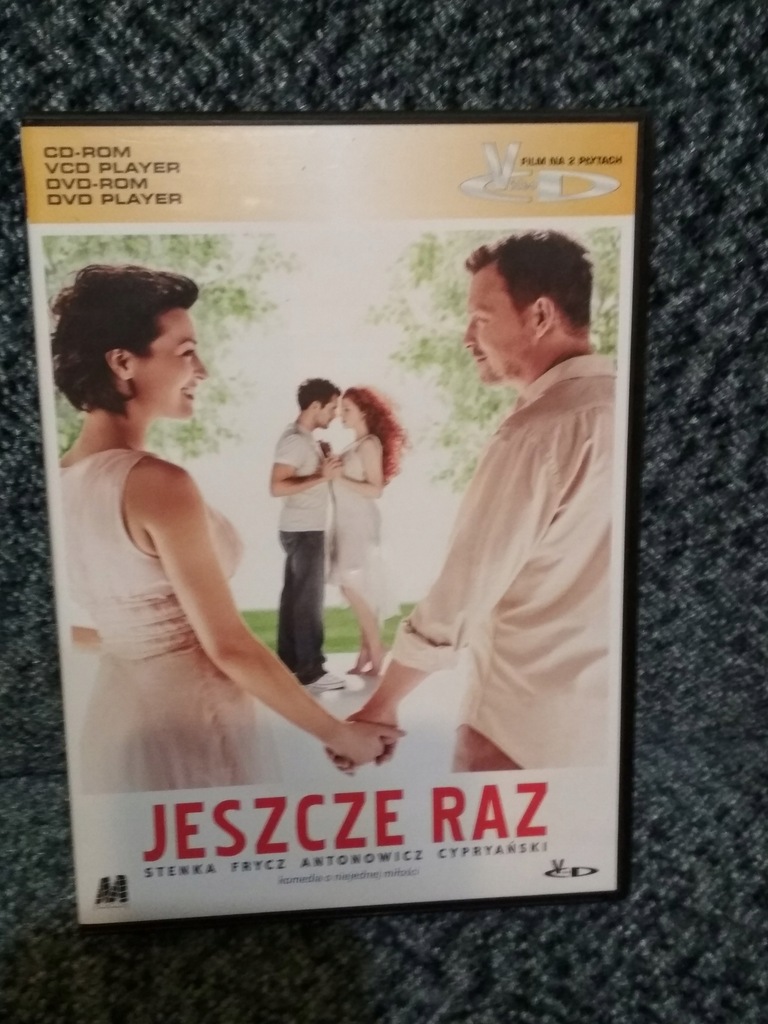 CD-ROM
VCD PLAYER
DVD-ROM
DVD PLAYER
FILM NA 2 PŁYTACH
JESZCZE RAZ
STENKA FRYCZ ANTONOWICZ CYPRYAŃSKI
komedia o niejednej miłości